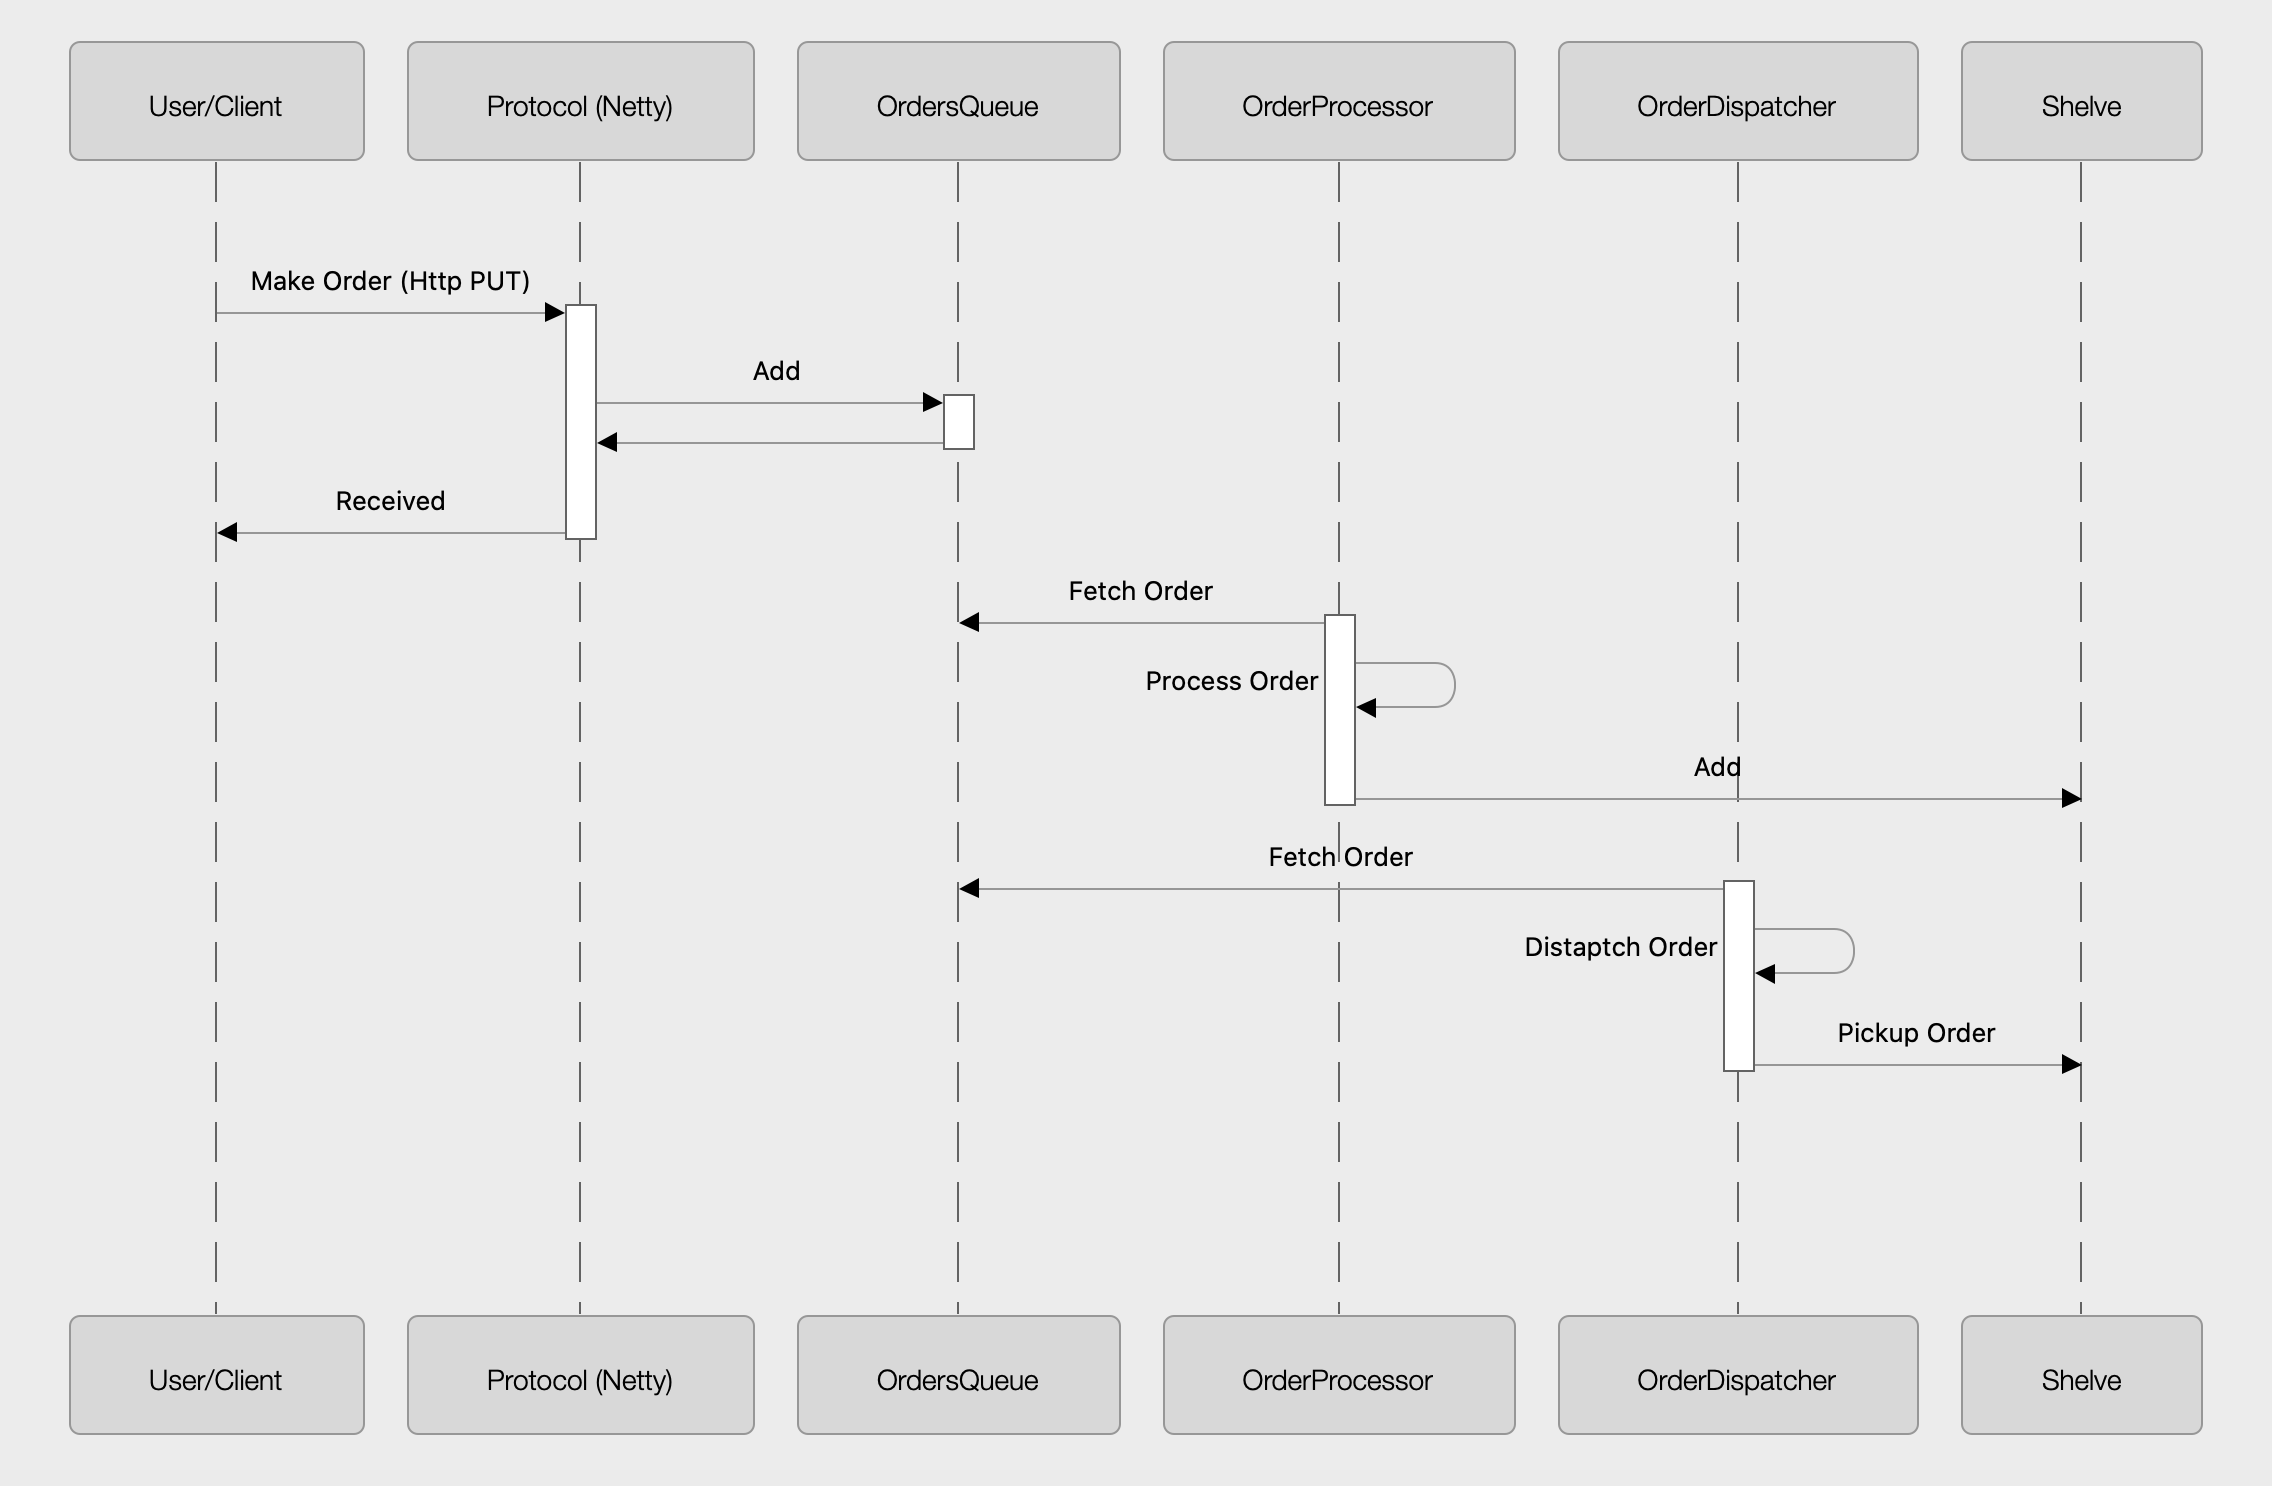 User/Client
Protocol (Netty)
OrdersQueue
OrderProcessor
OrderDispatcher
Shelve
Make Order (Http PUT)
Add
Received
Fetch Order
Process Order
Add
Fetch Order
Distaptch Order
Pickup Order
User/Client
Protocol (Netty)
OrdersQueue
OrderProcessor
OrderDispatcher
Shelve